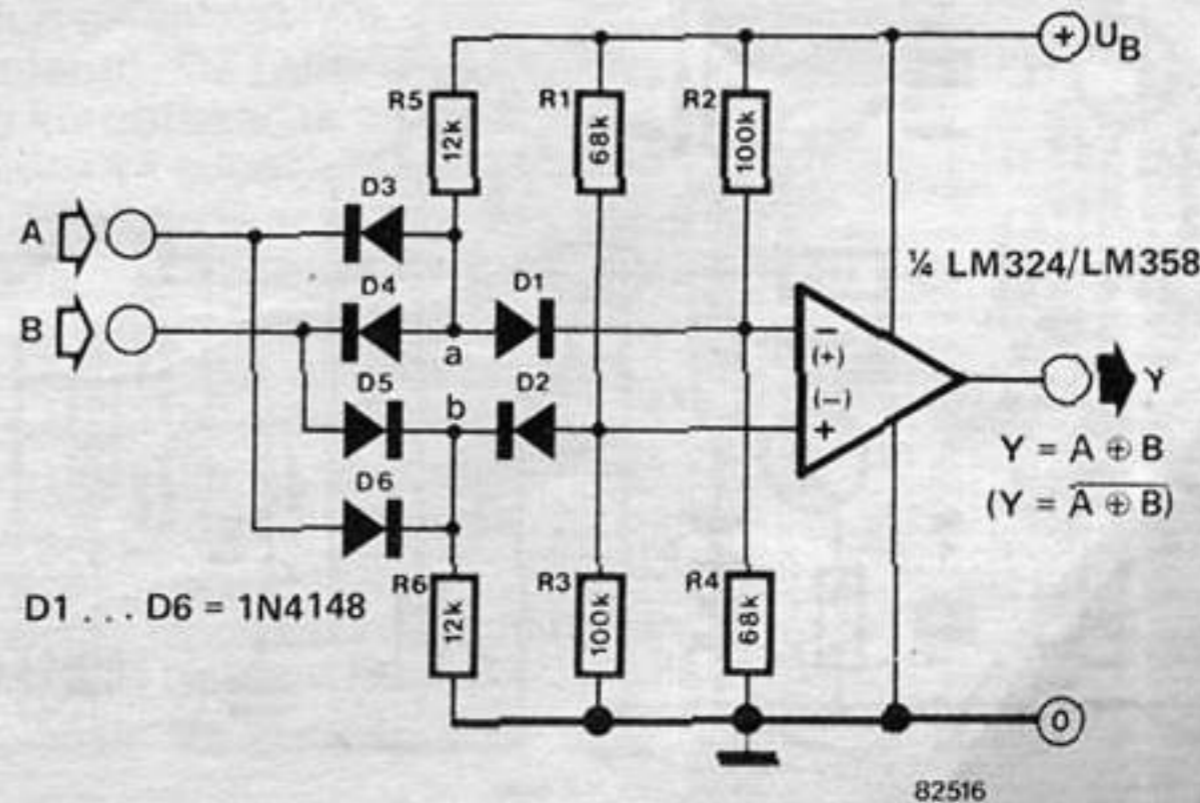 + UB
R5 12k
R1 68k
R2 100k
D3
A
¼ LM324/LM358
D4
D1
B
a
−
(+)
(−)
+
Y
D5
b
D2
Y = A ⊕ B
D6
(Y = A̅ ̅⊕̅ ̅B̅)
D1 . . . D6 = 1N4148
R6 12k
R3 100k
R4 68k
0
82516